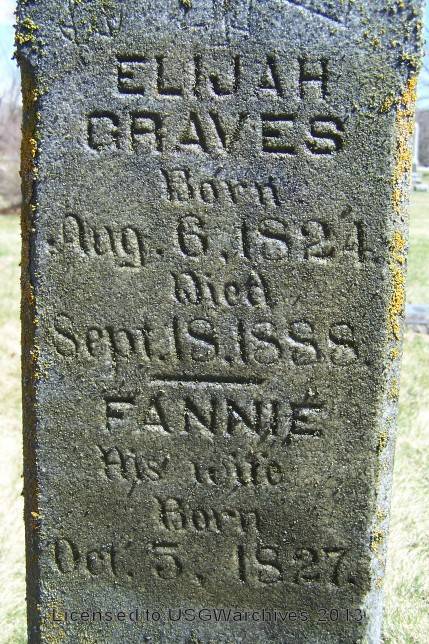 ELIJAH
GRAVES
Born
Aug. 6, 1824.
Died
Sept. 18, 1888.
FANNIE
His wife
Born
Oct. 5, 1827.
Licensed to USGWarchives 2013